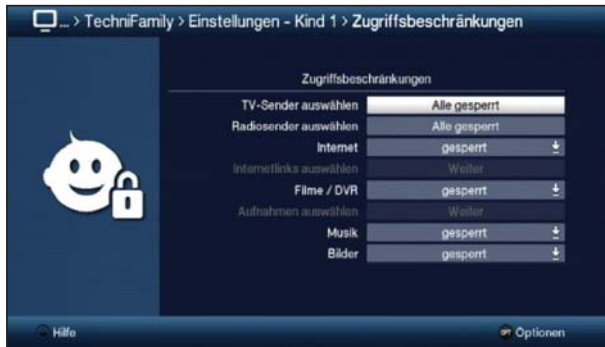 ... > TechniFamily > Einstellungen - Kind 1 > Zugriffsbeschränkungen
Zugriffsbeschränkungen
TV-Sender auswählen Alle gesperrt
Radiosender auswählen Alle gesperrt
Internet gesperrt
Internetlinks auswählen Weiter
Filme / DVR gesperrt
Aufnahmen auswählen Weiter
Musik gesperrt
Bilder gesperrt
Hilfe OPT Optionen